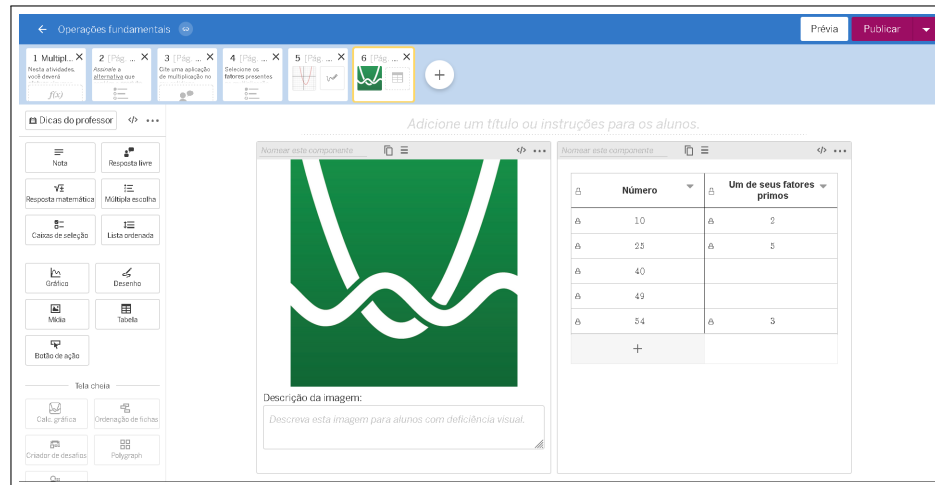 Operações fundamentais
Prévia
Publicar
1 Multipl...
Nesta atividades,
você deverá
f(x)
2 [Pág. ...
Assinale a
alternativa que
3 [Pág. ...
Cite uma aplicação
de multiplicação no
4 [Pág. ...
Selecione os
fatores presentes
5 [Pág. ...
6 [Pág. ...
+
Dicas do professor
Adicione um título ou instruções para os alunos.
Nota
Resposta livre
Resposta matemática
Múltipla escolha
Caixas de seleção
Lista ordenada
Gráfico
Desenho
Mídia
Tabela
Botão de ação
Tela cheia
Calc. gráfica
Ordenação de fichas
Criador de desafios
Polygraph
Nomear este componente
Descrição da imagem:
Descreva esta imagem para alunos com deficiência visual.
Nomear este componente
Número
Um de seus fatores
primos
10 2
25 5
40
49
54 3
+